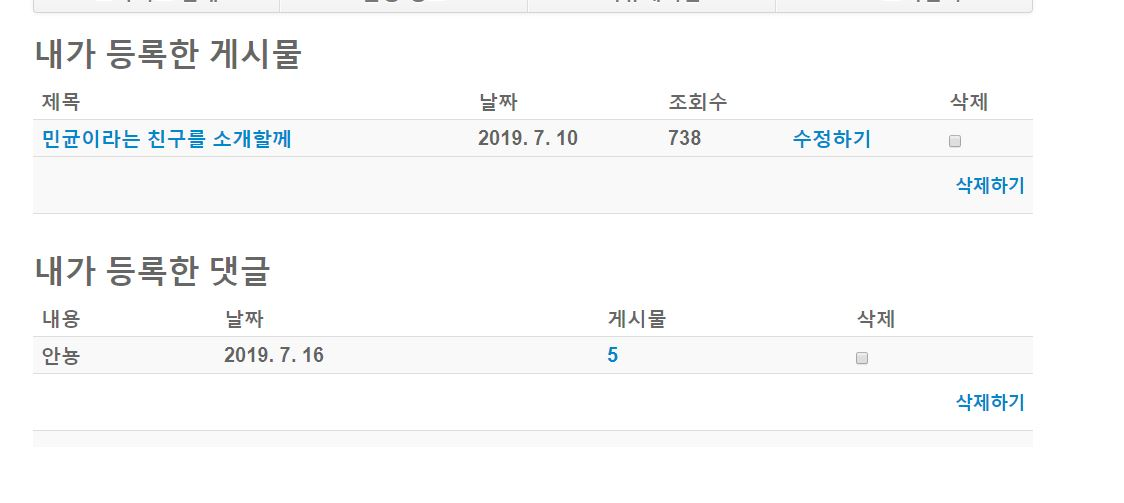 내가 등록한 게시물
제목 날짜 조회수 삭제
민균이라는 친구를 소개할께 2019. 7. 10 738 수정하기
삭제하기
내가 등록한 댓글
내용 날짜 게시물 삭제
안뇽 2019. 7. 16 5
삭제하기